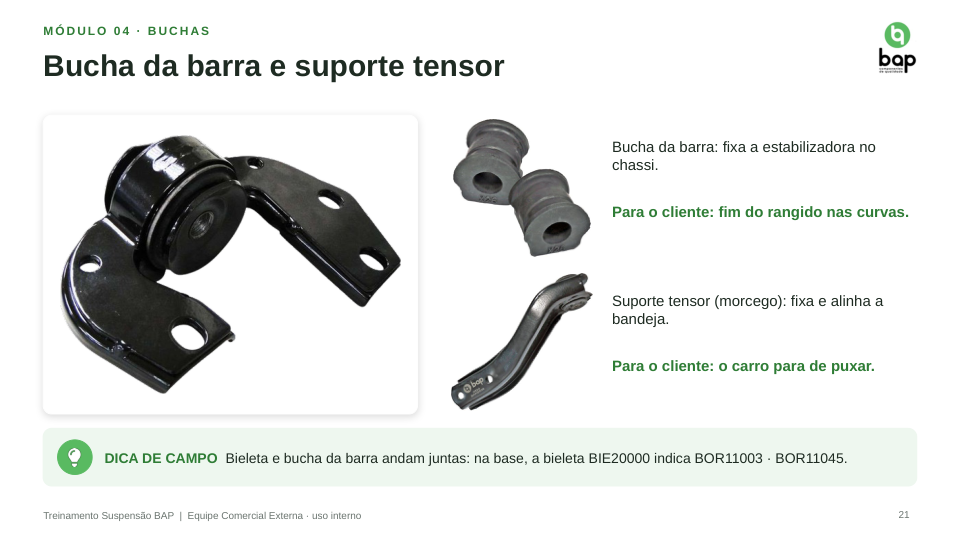 MÓDULO 04 · BUCHAS
Bucha da barra e suporte tensor
bap
Bucha da barra: fixa a estabilizadora no
chassi.
Para o cliente: fim do rangido nas curvas.
bap
Suporte tensor (morcego): fixa e alinha a
bandeja.
Para o cliente: o carro para de puxar.
DICA DE CAMPO Bieleta e bucha da barra andam juntas: na base, a bieleta BIE20000 indica BOR11003 · BOR11045.
Treinamento Suspensão BAP | Equipe Comercial Externa · uso interno
21